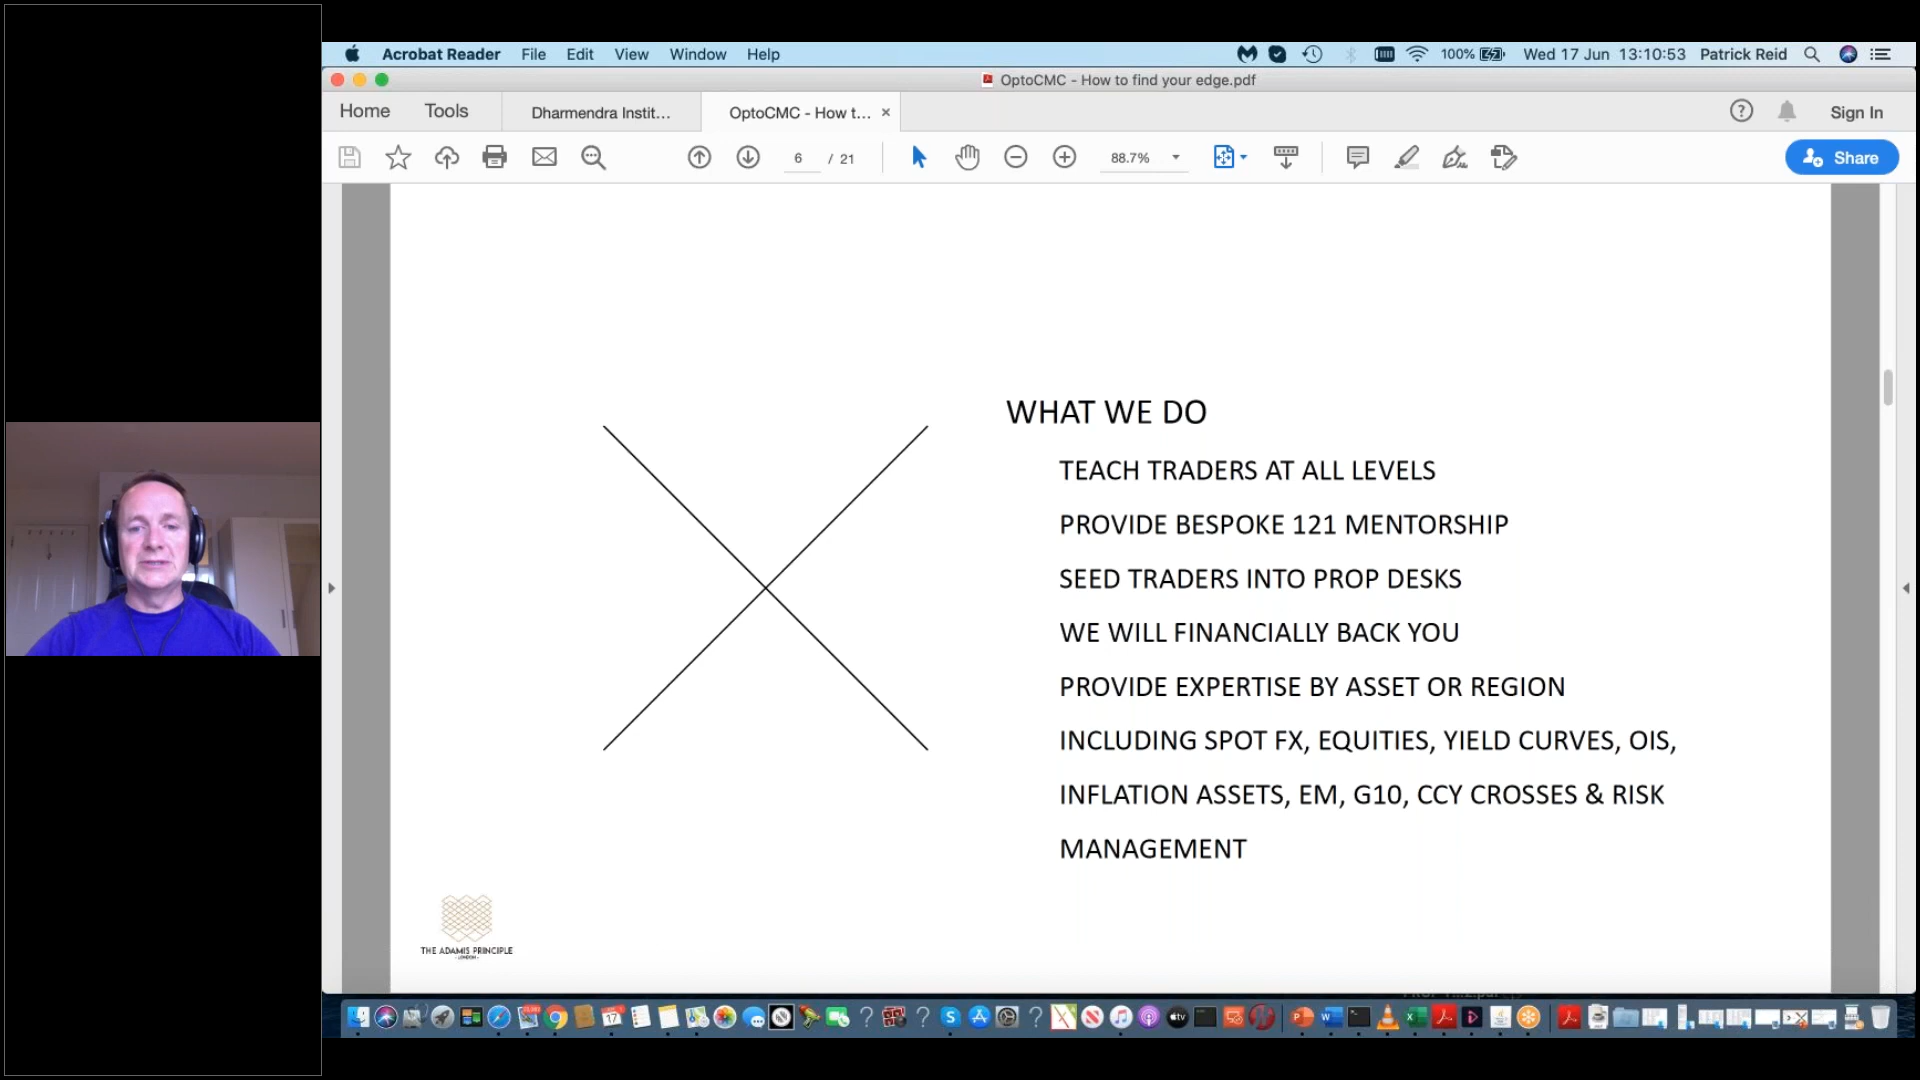 Acrobat Reader File Edit View Window Help 100% Wed 17 Jun 13:10:53 Patrick Reid
OptoCMC - How to find your edge.pdf
Home Tools Dharmendra Instit... OptoCMC - How t... × Sign In
6 / 21 88.7% Share
WHAT WE DO
TEACH TRADERS AT ALL LEVELS
PROVIDE BESPOKE 121 MENTORSHIP
SEED TRADERS INTO PROP DESKS
WE WILL FINANCIALLY BACK YOU
PROVIDE EXPERTISE BY ASSET OR REGION
INCLUDING SPOT FX, EQUITIES, YIELD CURVES, OIS,
INFLATION ASSETS, EM, G10, CCY CROSSES & RISK
MANAGEMENT
THE ADAMIS PRINCIPLE
- LONDON -
17
tv